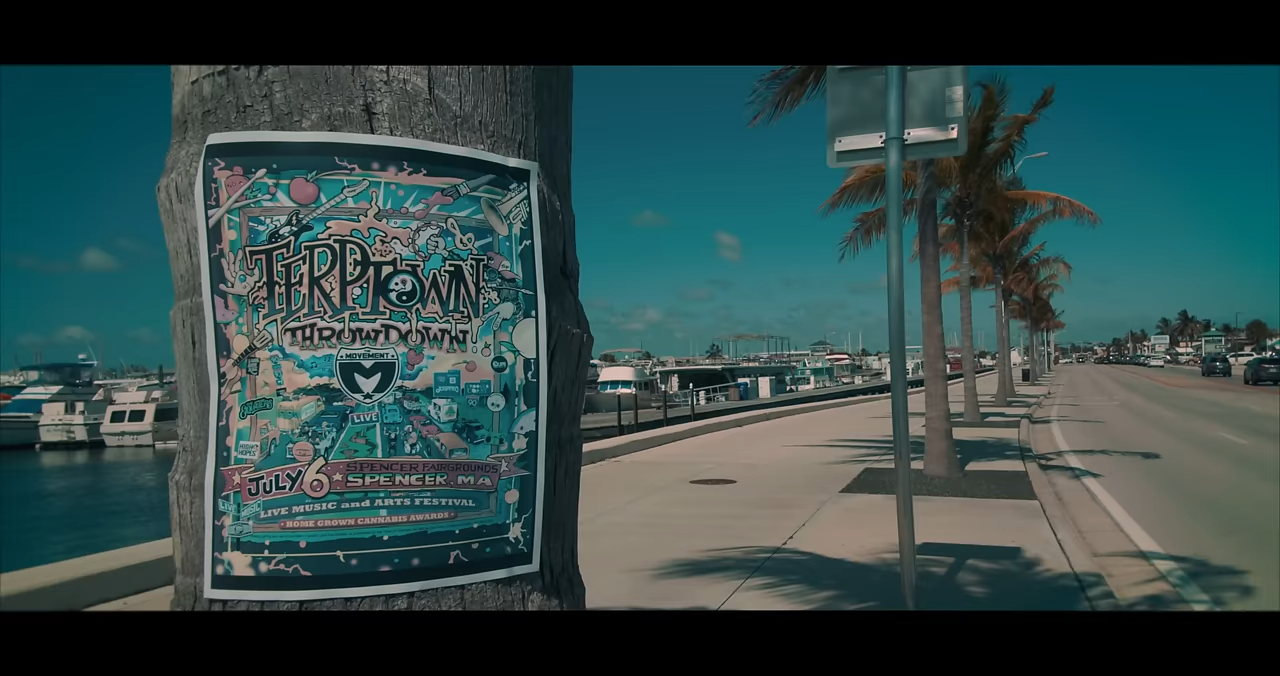 TERPTOWN
THROWDOWN!
MOVEMENT
LIVE
JULY 6
SPENCER FAIRGROUNDS
SPENCER, MA
LIVE MUSIC and ARTS FESTIVAL
HOME GROWN CANNABIS AWARDS